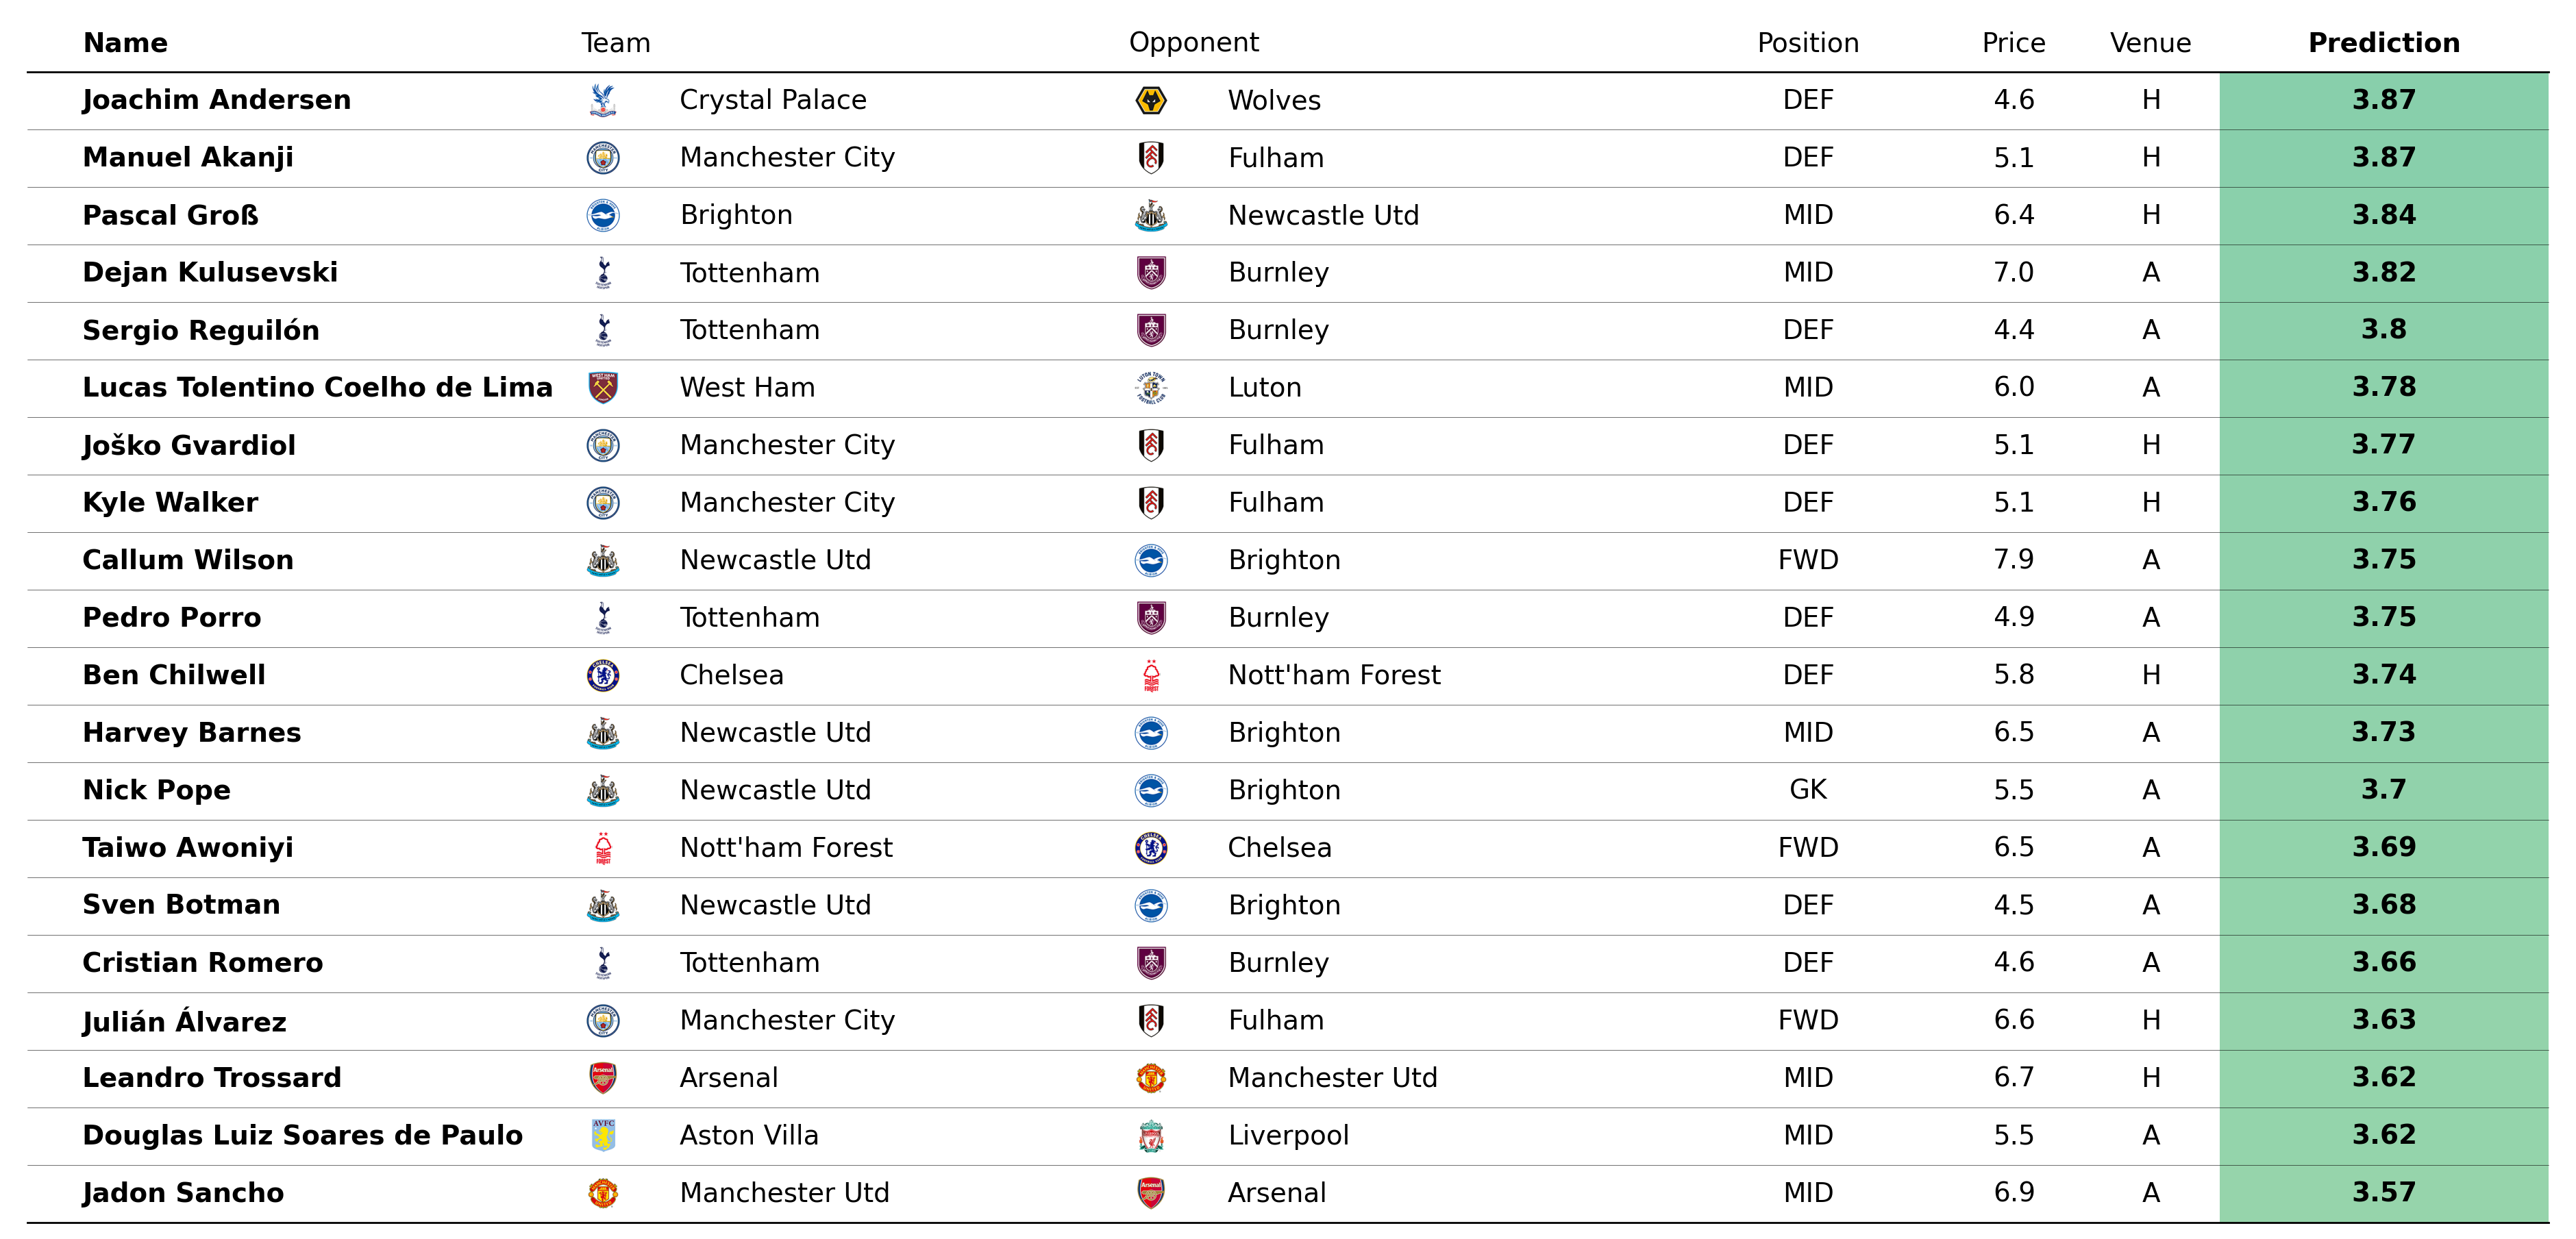 Name Team Opponent Position Price Venue Prediction
Joachim Andersen Crystal Palace Wolves DEF 4.6 H 3.87
Manuel Akanji Manchester City Fulham DEF 5.1 H 3.87
Pascal Groß Brighton Newcastle Utd MID 6.4 H 3.84
Dejan Kulusevski Tottenham Burnley MID 7.0 A 3.82
Sergio Reguilón Tottenham Burnley DEF 4.4 A 3.8
Lucas Tolentino Coelho de Lima West Ham Luton MID 6.0 A 3.78
Joško Gvardiol Manchester City Fulham DEF 5.1 H 3.77
Kyle Walker Manchester City Fulham DEF 5.1 H 3.76
Callum Wilson Newcastle Utd Brighton FWD 7.9 A 3.75
Pedro Porro Tottenham Burnley DEF 4.9 A 3.75
Ben Chilwell Chelsea Nott'ham Forest DEF 5.8 H 3.74
Harvey Barnes Newcastle Utd Brighton MID 6.5 A 3.73
Nick Pope Newcastle Utd Brighton GK 5.5 A 3.7
Taiwo Awoniyi Nott'ham Forest Chelsea FWD 6.5 A 3.69
Sven Botman Newcastle Utd Brighton DEF 4.5 A 3.68
Cristian Romero Tottenham Burnley DEF 4.6 A 3.66
Julián Álvarez Manchester City Fulham FWD 6.6 H 3.63
Leandro Trossard Arsenal Manchester Utd MID 6.7 H 3.62
Douglas Luiz Soares de Paulo Aston Villa Liverpool MID 5.5 A 3.62
Jadon Sancho Manchester Utd Arsenal MID 6.9 A 3.57